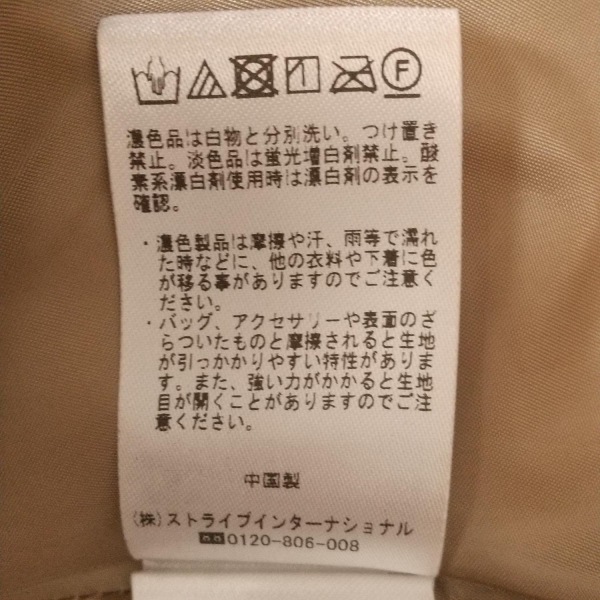 F
濃色品は白物と分別洗い。つけ置き
禁止。淡色品は蛍光増白剤禁止。酸
素系漂白剤使用時は漂白剤の表示を
確認。
・濃色製品は摩擦や汗、雨等で濡れ
た時などに、他の衣料や下着に色
が移る事がありますのでご注意く
ださい。
・バッグ、アクセサリーや表面のざ
らついたものと摩擦されると生地
が引っかかりやすい特性がありま
す。また、強い力がかかると生地
目が開くことがありますのでご注
意ください。
中国製
(株)ストライプインターナショナル
0120-806-008